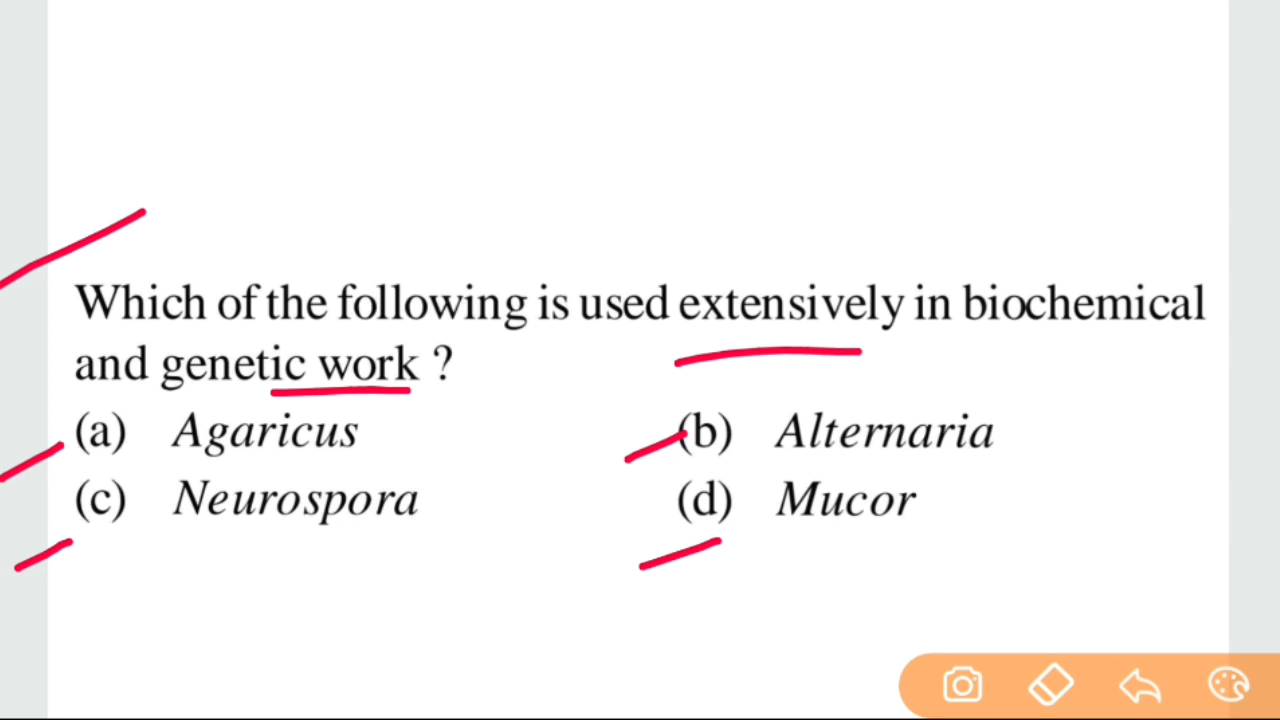 Which of the following is used extensively in biochemical
and genetic work ?
(a) Agaricus (b) Alternaria
(c) Neurospora (d) Mucor